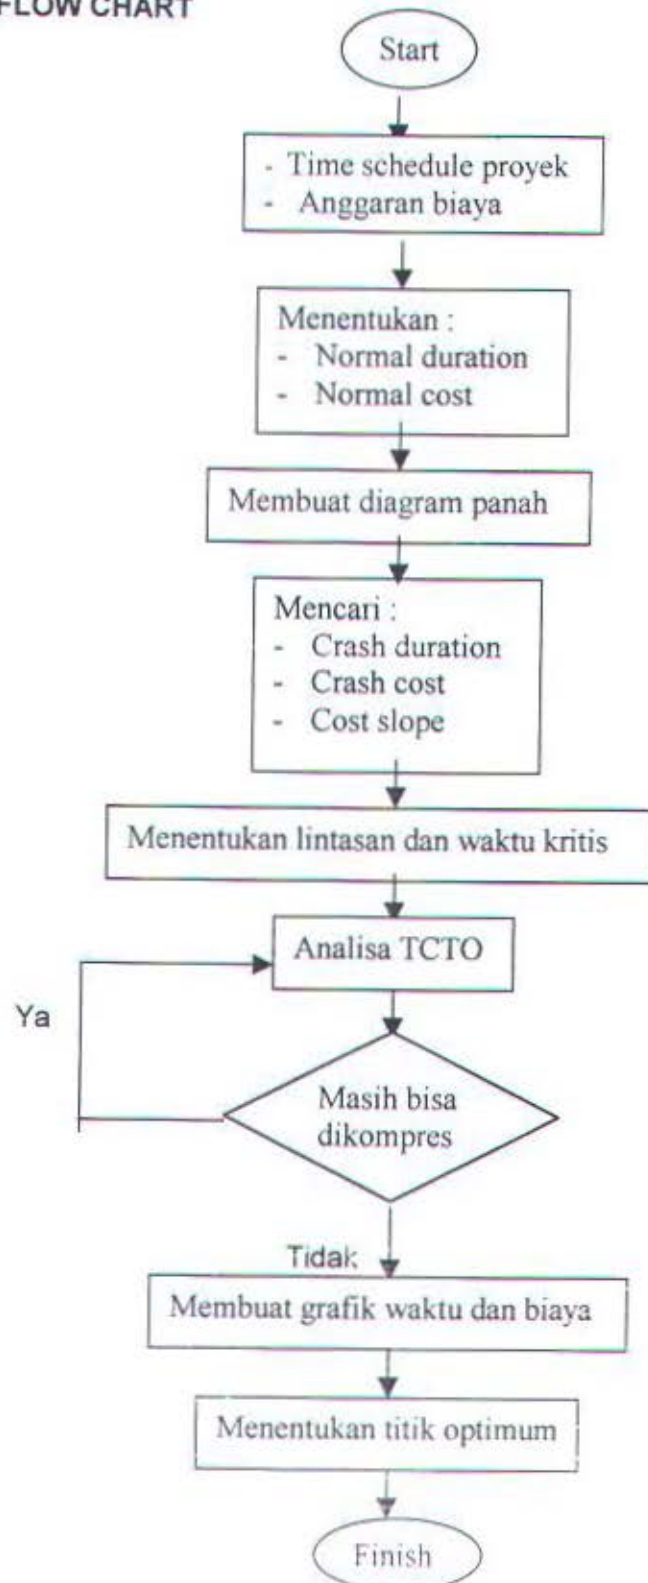 FLOW CHART
Start
- Time schedule proyek
- Anggaran biaya
Menentukan :
- Normal duration
- Normal cost
Membuat diagram panah
Mencari :
- Crash duration
- Crash cost
- Cost slope
Menentukan lintasan dan waktu kritis
Analisa TCTO
Ya
Masih bisa
dikompres
Tidak
Membuat grafik waktu dan biaya
Menentukan titik optimum
Finish